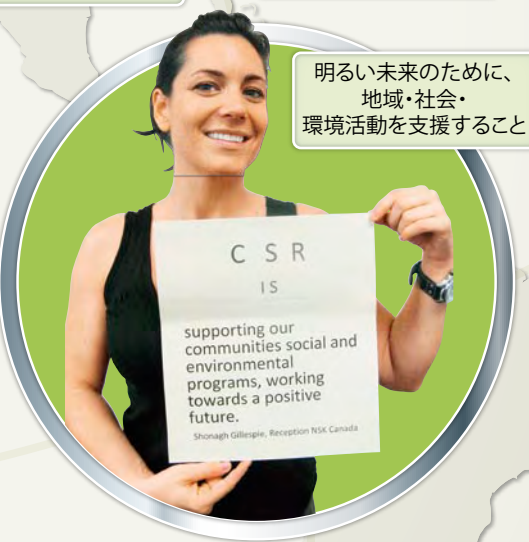 明るい未来のために、
地域・社会・
環境活動を支援すること
C S R
IS
supporting our
communities social and
environmental
programs, working
towards a positive
future.
Shonagh Gillespie, Reception NSK Canada